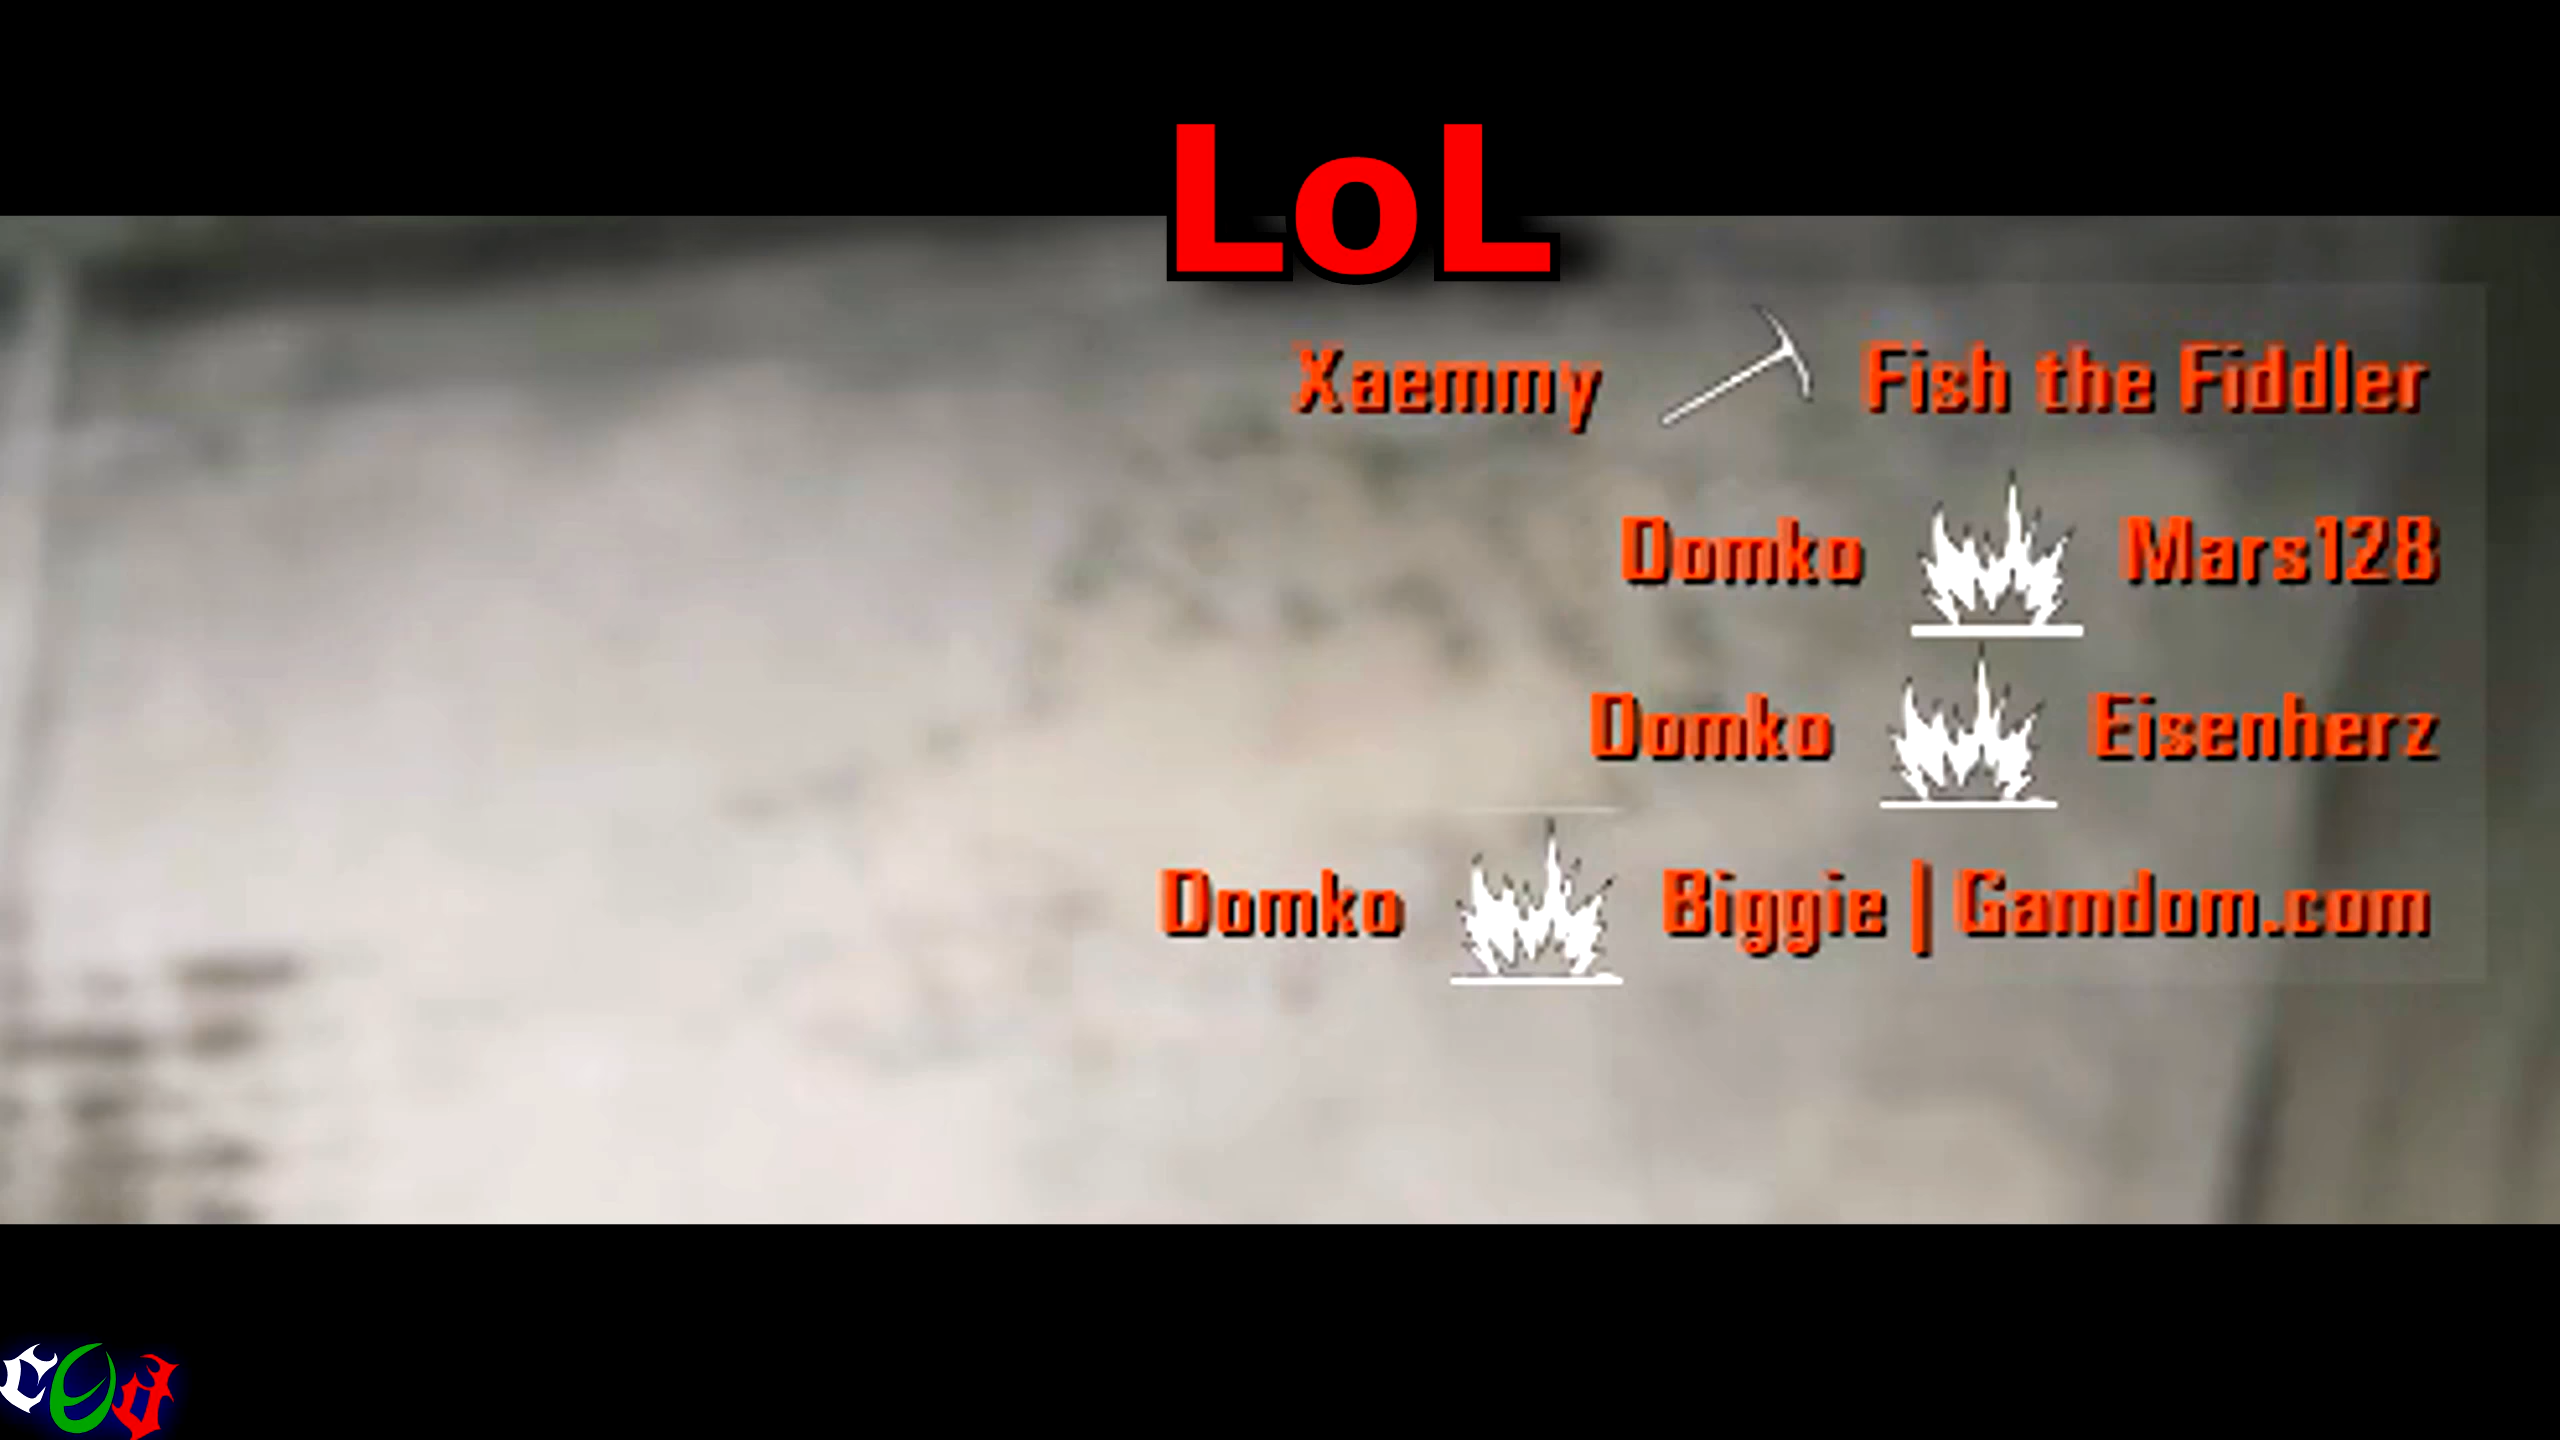 LoL
Xaemmy Fish the Fiddler
Domko Mars128
Domko Eisenherz
Domko Biggie | Gamdom.com